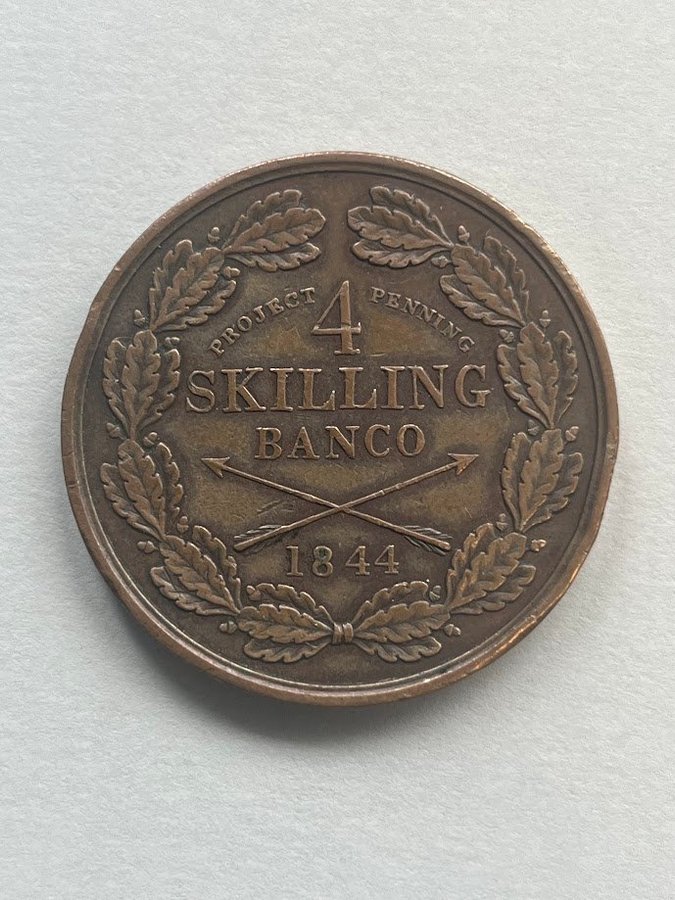 PROJECT PENNING
4
SKILLING
BANCO
1844